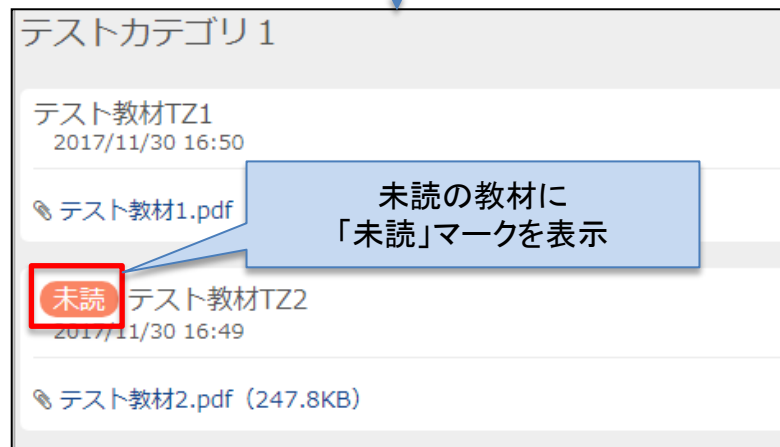 テストカテゴリ１
テスト教材TZ1
2017/11/30 16:50
テスト教材1.pdf
未読の教材に
「未読」マークを表示
未読 テスト教材TZ2
2017/11/30 16:49
テスト教材2.pdf（247.8KB）